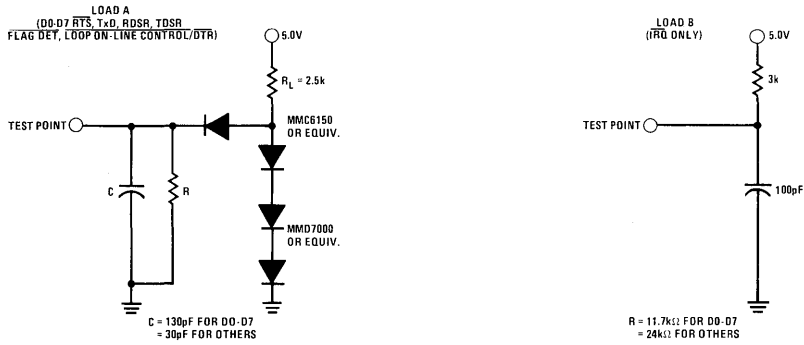 LOAD A
(D0-D7 RTS, TxD, RDSR, TDSR
FLAG DET, LOOP ON-LINE CONTROL/DTR)
5.0V
R_L = 2.5k
TEST POINT
MMC6150
OR EQUIV.
C
R
MMD7000
OR EQUIV.
C = 130pF FOR D0-D7
= 30pF FOR OTHERS
LOAD B
(IRQ ONLY)
5.0V
3k
TEST POINT
100pF
R = 11.7kΩ FOR D0-D7
= 24kΩ FOR OTHERS